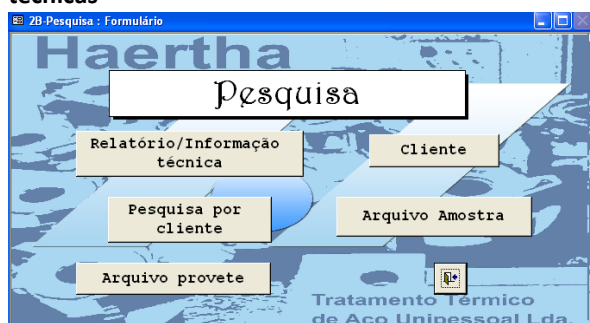 técnicas
2B-Pesquisa : Formulário
Haertha
Pesquisa
Relatório/Informação
técnica
Cliente
Pesquisa por
cliente
Arquivo Amostra
Arquivo provete
Tratamento Térmico
de Aço Unipessoal Lda.